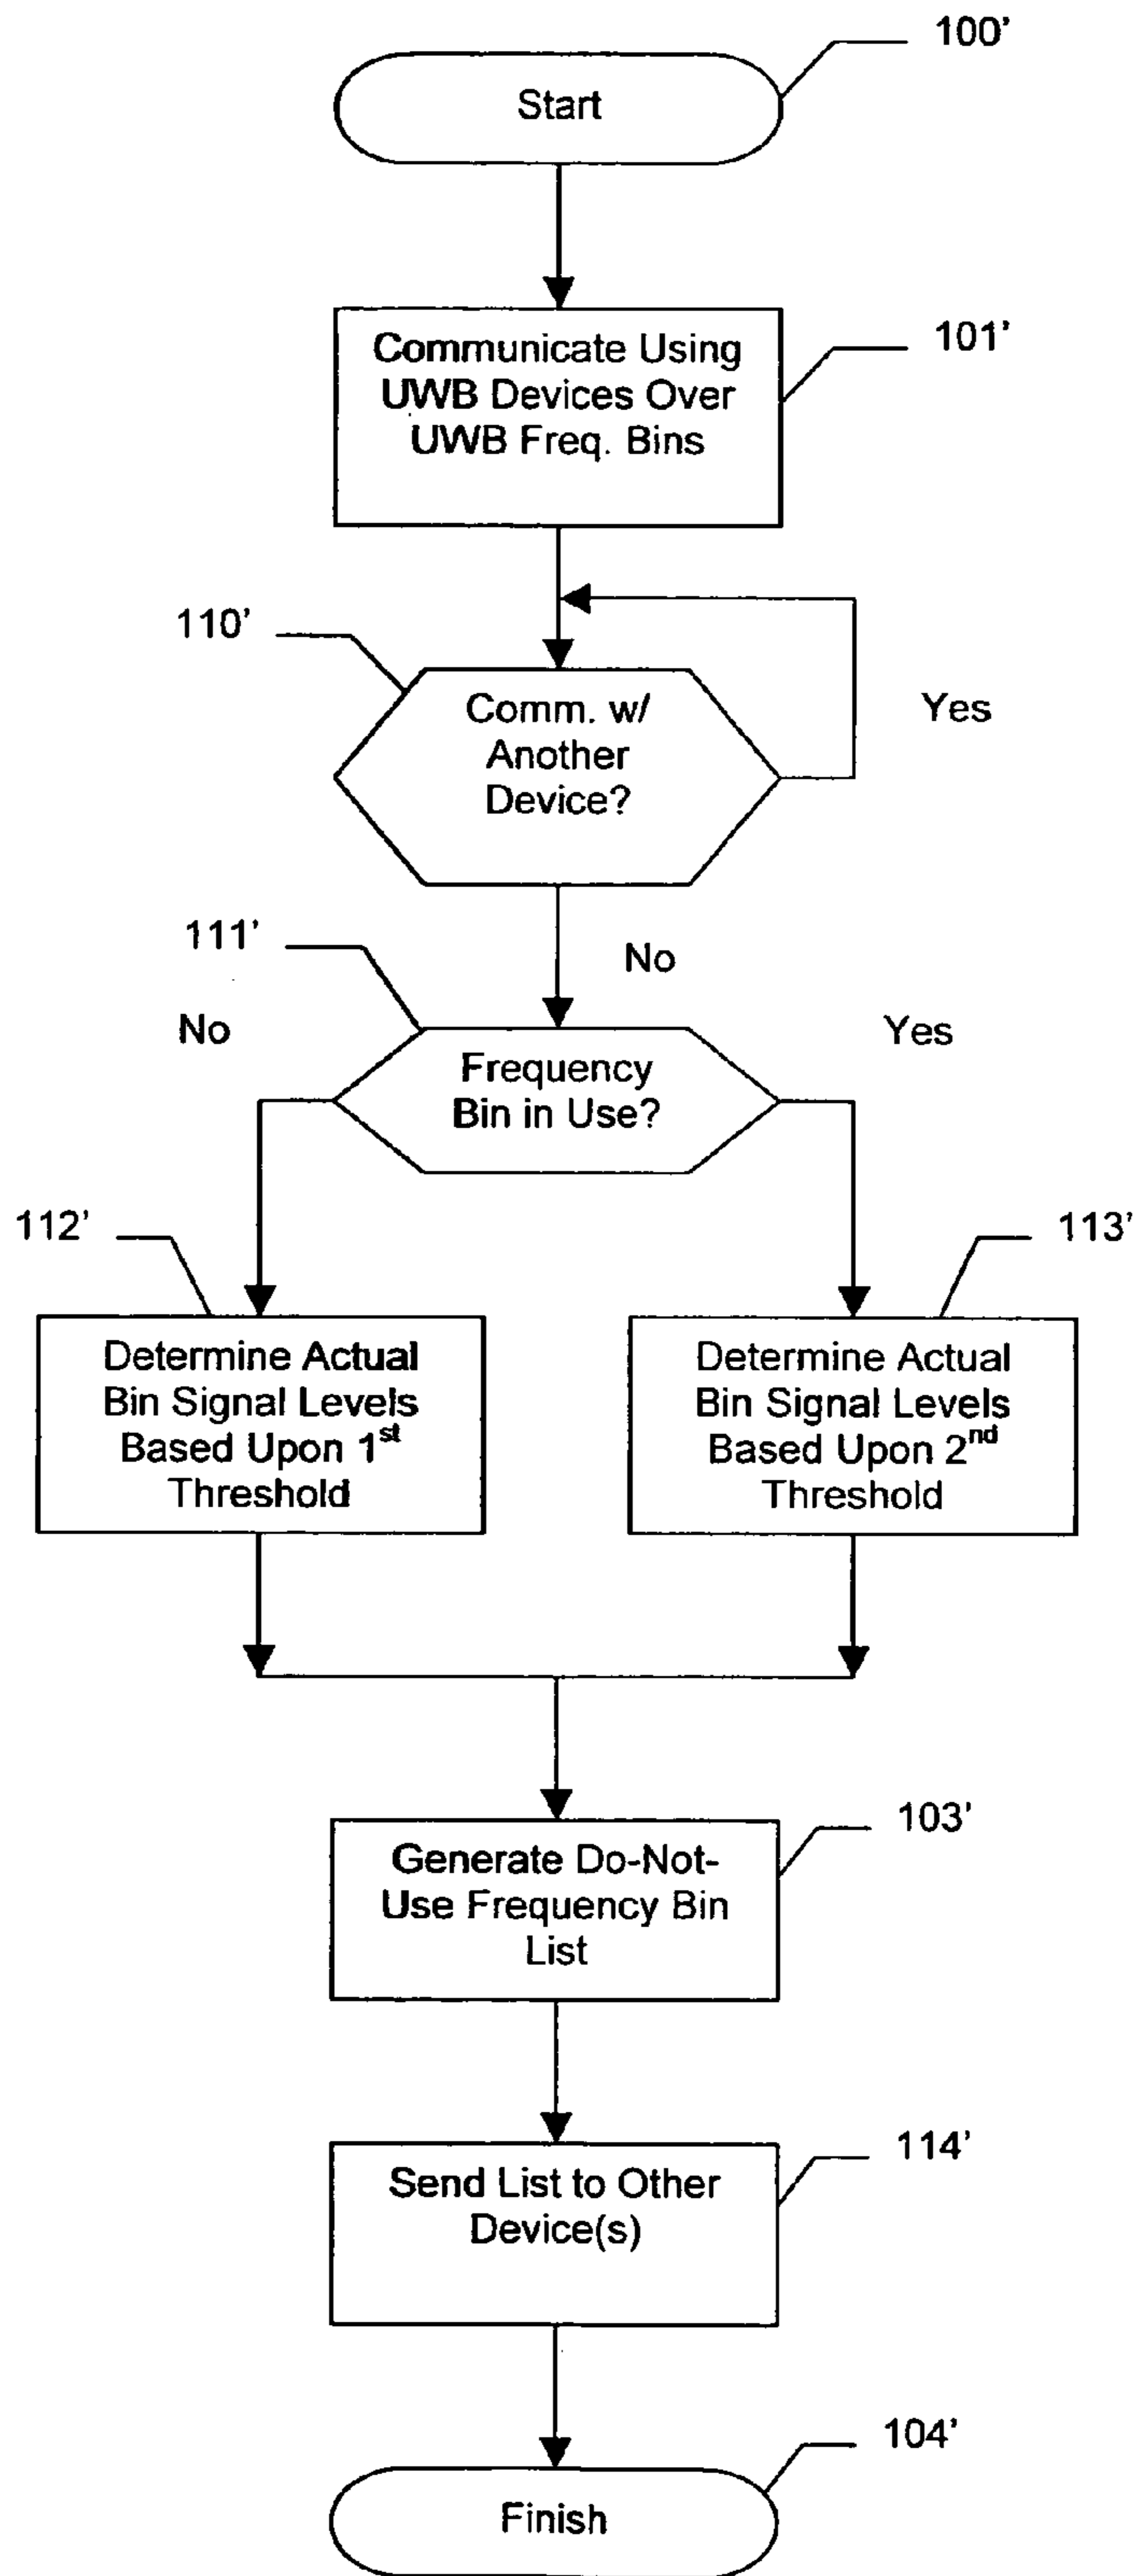 100’
Start
101’
Communicate Using
UWB Devices Over
UWB Freq. Bins
110’
Comm. w/
Another
Device?
Yes
111’
No
No
Yes
Frequency
Bin in Use?
112’
113’
Determine Actual
Bin Signal Levels
Based Upon 1st
Threshold
Determine Actual
Bin Signal Levels
Based Upon 2nd
Threshold
103’
Generate Do-Not-
Use Frequency Bin
List
114’
Send List to Other
Device(s)
104’
Finish